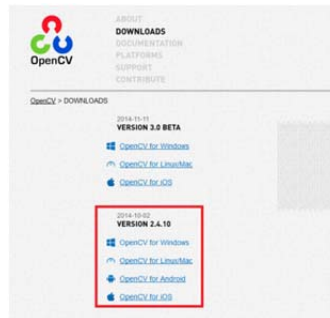 ABOUT
DOWNLOADS
DOCUMENTATION
PLATFORMS
SUPPORT
CONTRIBUTE
OpenCV
OpenCV > DOWNLOADS
2014-11-11
VERSION 3.0 BETA
OpenCV for Windows
OpenCV for Linux/Mac
OpenCV for iOS
2014-10-02
VERSION 2.4.10
OpenCV for Windows
OpenCV for Linux/Mac
OpenCV for Android
OpenCV for iOS